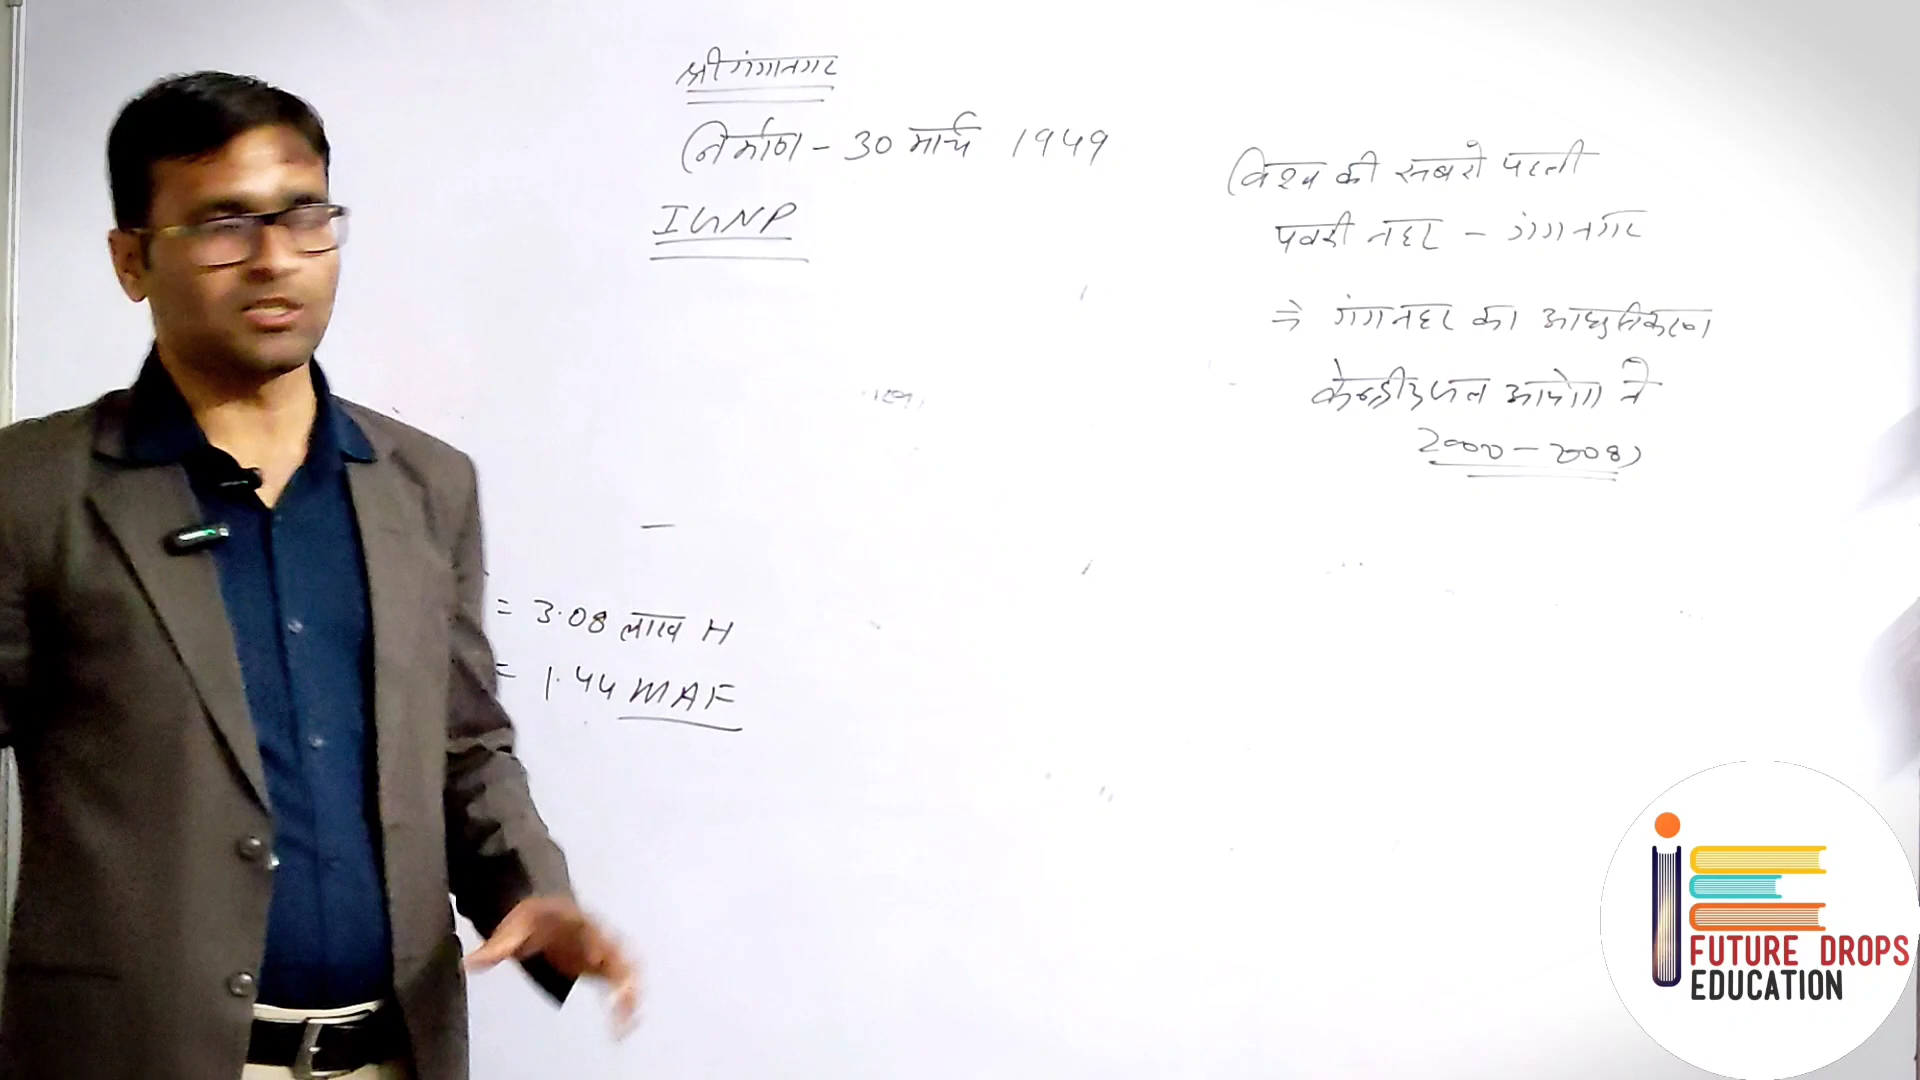 श्री गंगानगर
निर्माण - 30 मार्च 1949
IGNP
= 3.08 लाख H
= 1.44 MAF
विश्व की सबसे पहली
पक्की नहर - गंगनगर
⇒ गंगनहर का आधुनिकरण
केन्द्रीय जल आयोग ने
2000 - 2008)
FUTURE DROPS
EDUCATION